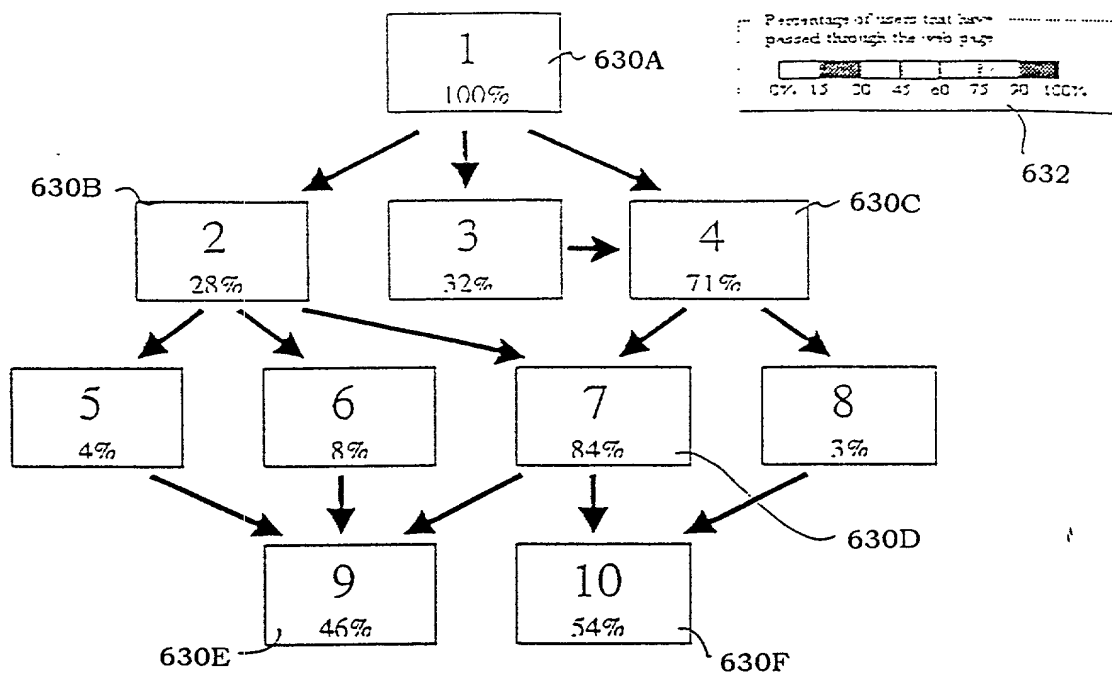 1
100%
630A
Percentage of users that have
passed through the web page
0% 15 30 45 60 75 90 100%
632
630B
2
28%
3
32%
4
71%
630C
5
4%
6
8%
7
84%
8
3%
630D
9
46%
10
54%
630E
630F